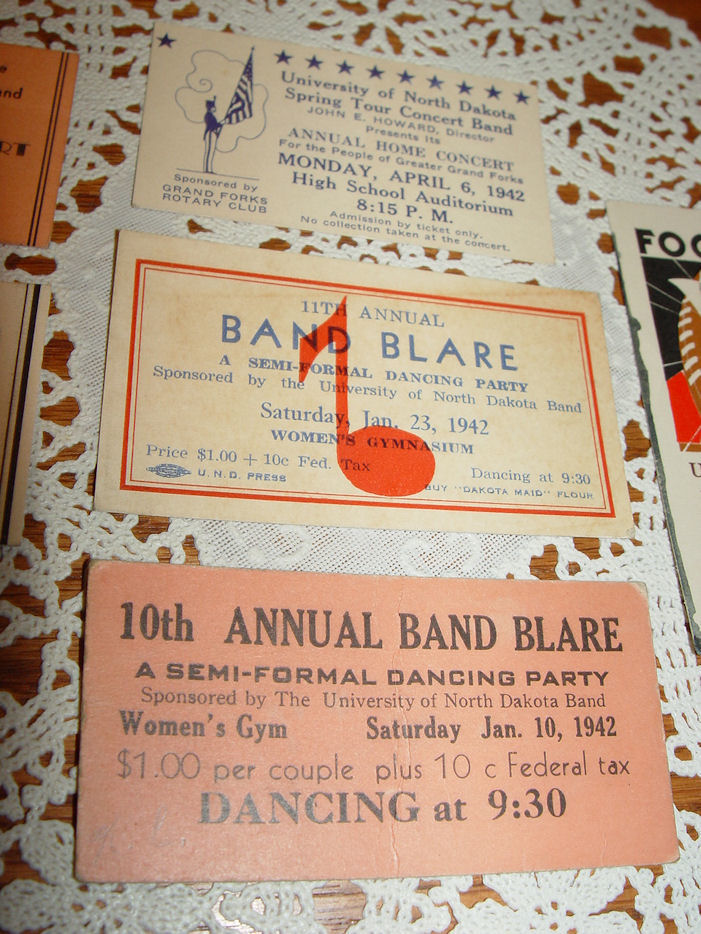 and
University of North Dakota
Spring Tour Concert Band
JOHN E. HOWARD, Director
Presents its
ANNUAL HOME CONCERT
For the People of Greater Grand Forks
MONDAY, APRIL 6, 1942
High School Auditorium
8:15 P. M.
Admission by ticket only.
No collection taken at the concert.
Sponsored by
GRAND FORKS
ROTARY CLUB
11TH ANNUAL
BAND BLARE
A SEMI-FORMAL DANCING PARTY
Sponsored by the University of North Dakota Band
Saturday, Jan. 23, 1942
WOMEN'S GYMNASIUM
Price $1.00 + 10c Fed. Tax
Dancing at 9:30
U.N.D. PRESS
BUY "DAKOTA MAID" FLOUR
10th ANNUAL BAND BLARE
A SEMI-FORMAL DANCING PARTY
Sponsored by The University of North Dakota Band
Women's Gym Saturday Jan. 10, 1942
$1.00 per couple plus 10 c Federal tax
DANCING at 9:30
FOO
U